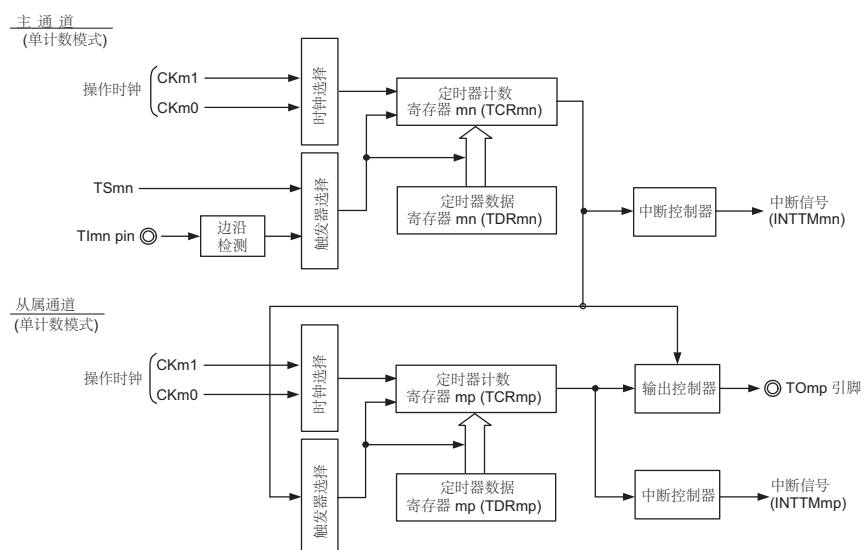 主 通 道
(单计数模式)
操作时钟
CKm1
CKm0
时钟选择
定时器计数
寄存器 mn (TCRmn)
TSmn
触发器选择
定时器数据
寄存器 mn (TDRmn)
TImn pin
边沿
检测
中断控制器
中断信号
(INTTMmn)
从属通道
(单计数模式)
操作时钟
CKm1
CKm0
时钟选择
定时器计数
寄存器 mp (TCRmp)
输出控制器
TOmp 引脚
触发器选择
定时器数据
寄存器 mp (TDRmp)
中断控制器
中断信号
(INTTMmp)